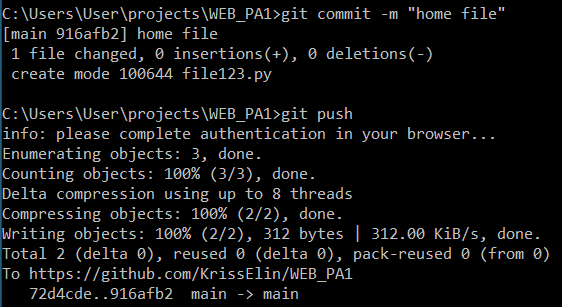 C:\Users\User\projects\WEB_PA1>git commit -m "home file"
[main 916afb2] home file
 1 file changed, 0 insertions(+), 0 deletions(-)
 create mode 100644 file123.py
C:\Users\User\projects\WEB_PA1>git push
info: please complete authentication in your browser...
Enumerating objects: 3, done.
Counting objects: 100% (3/3), done.
Delta compression using up to 8 threads
Compressing objects: 100% (2/2), done.
Writing objects: 100% (2/2), 312 bytes | 312.00 KiB/s, done.
Total 2 (delta 0), reused 0 (delta 0), pack-reused 0 (from 0)
To https://github.com/KrissElin/WEB_PA1
   72d4cde..916afb2  main -> main